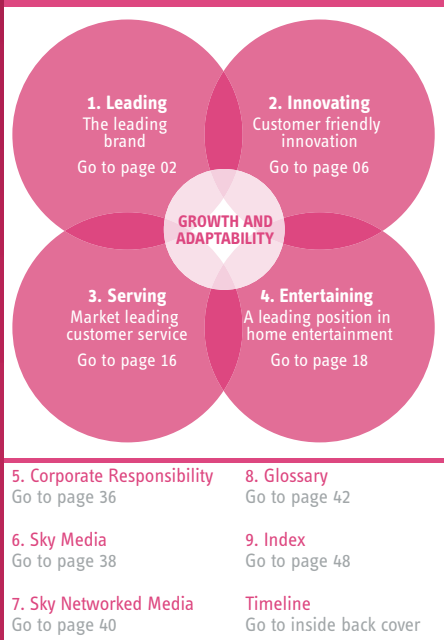 1. Leading
The leading
brand
Go to page 02
2. Innovating
Customer friendly
innovation
Go to page 06
GROWTH AND
ADAPTABILITY
3. Serving
Market leading
customer service
Go to page 16
4. Entertaining
A leading position in
home entertainment
Go to page 18
5. Corporate Responsibility
Go to page 36
6. Sky Media
Go to page 38
7. Sky Networked Media
Go to page 40
8. Glossary
Go to page 42
9. Index
Go to page 48
Timeline
Go to inside back cover